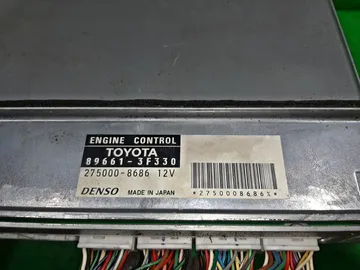 ENGINE CONTROL
TOYOTA
89661-3F330
275000-8686 12V
*2750008686X*
DENSO MADE IN JAPAN